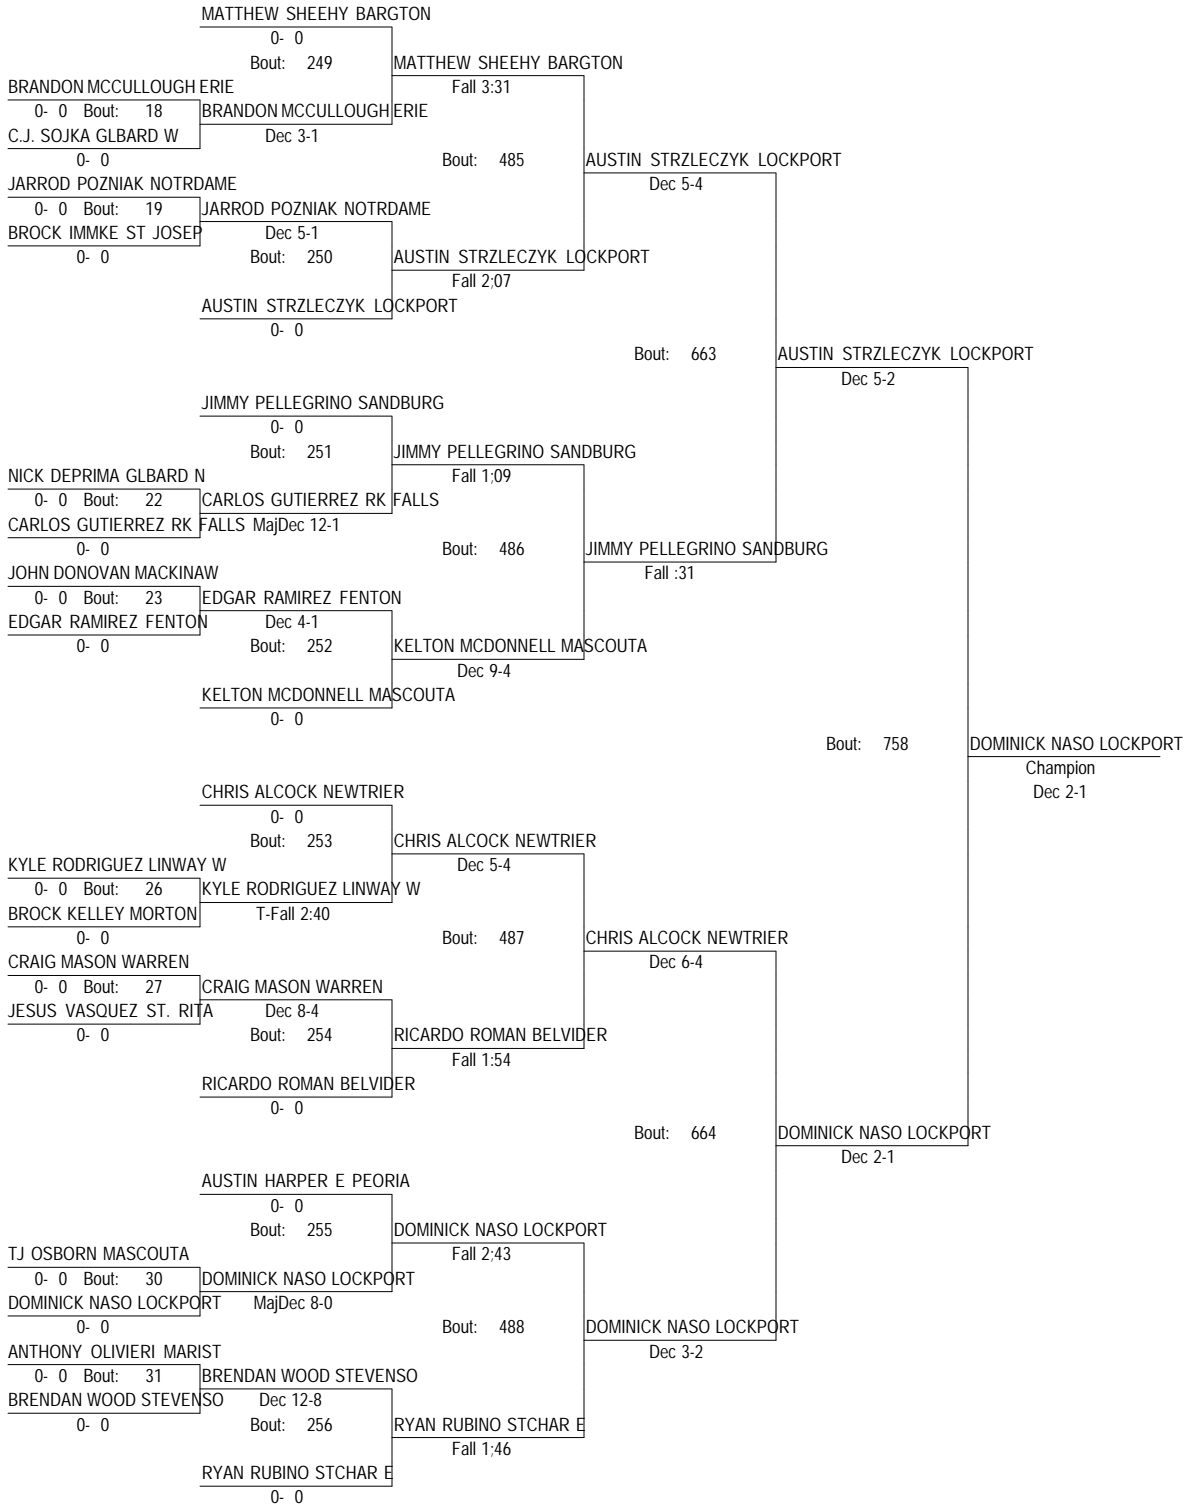 MATTHEW SHEEHY BARGTON
0- 0
Bout: 249
MATTHEW SHEEHY BARGTON
Fall 3:31
BRANDON MCCULLOUGH ERIE
0- 0 Bout: 18
BRANDON MCCULLOUGH ERIE
C.J. SOJKA GLBARD W
Dec 3-1
0- 0
Bout: 485
AUSTIN STRZLECZYK LOCKPORT
Dec 5-4
JARROD POZNIAK NOTRDAME
0- 0 Bout: 19
JARROD POZNIAK NOTRDAME
BROCK IMMKE ST JOSEP
Dec 5-1
0- 0
Bout: 250
AUSTIN STRZLECZYK LOCKPORT
Fall 2;07
AUSTIN STRZLECZYK LOCKPORT
0- 0
Bout: 663
AUSTIN STRZLECZYK LOCKPORT
Dec 5-2
JIMMY PELLEGRINO SANDBURG
0- 0
Bout: 251
JIMMY PELLEGRINO SANDBURG
Fall 1;09
NICK DEPRIMA GLBARD N
0- 0 Bout: 22
CARLOS GUTIERREZ RK FALLS
CARLOS GUTIERREZ RK FALLS MajDec 12-1
0- 0
Bout: 486
JIMMY PELLEGRINO SANDBURG
Fall :31
JOHN DONOVAN MACKINAW
0- 0 Bout: 23
EDGAR RAMIREZ FENTON
EDGAR RAMIREZ FENTON
Dec 4-1
0- 0
Bout: 252
KELTON MCDONNELL MASCOUTA
Dec 9-4
KELTON MCDONNELL MASCOUTA
0- 0
Bout: 758
DOMINICK NASO LOCKPORT
Champion
Dec 2-1
CHRIS ALCOCK NEWTRIER
0- 0
Bout: 253
CHRIS ALCOCK NEWTRIER
Dec 5-4
KYLE RODRIGUEZ LINWAY W
0- 0 Bout: 26
KYLE RODRIGUEZ LINWAY W
BROCK KELLEY MORTON
T-Fall 2:40
0- 0
Bout: 487
CHRIS ALCOCK NEWTRIER
Dec 6-4
CRAIG MASON WARREN
0- 0 Bout: 27
CRAIG MASON WARREN
JESUS VASQUEZ ST. RITA
Dec 8-4
0- 0
Bout: 254
RICARDO ROMAN BELVIDER
Fall 1:54
RICARDO ROMAN BELVIDER
0- 0
Bout: 664
DOMINICK NASO LOCKPORT
Dec 2-1
AUSTIN HARPER E PEORIA
0- 0
Bout: 255
DOMINICK NASO LOCKPORT
Fall 2;43
TJ OSBORN MASCOUTA
0- 0 Bout: 30
DOMINICK NASO LOCKPORT
DOMINICK NASO LOCKPORT
MajDec 8-0
0- 0
Bout: 488
DOMINICK NASO LOCKPORT
Dec 3-2
ANTHONY OLIVIERI MARIST
0- 0 Bout: 31
BRENDAN WOOD STEVENSO
BRENDAN WOOD STEVENSO
Dec 12-8
0- 0
Bout: 256
RYAN RUBINO STCHAR E
Fall 1;46
RYAN RUBINO STCHAR E
0- 0